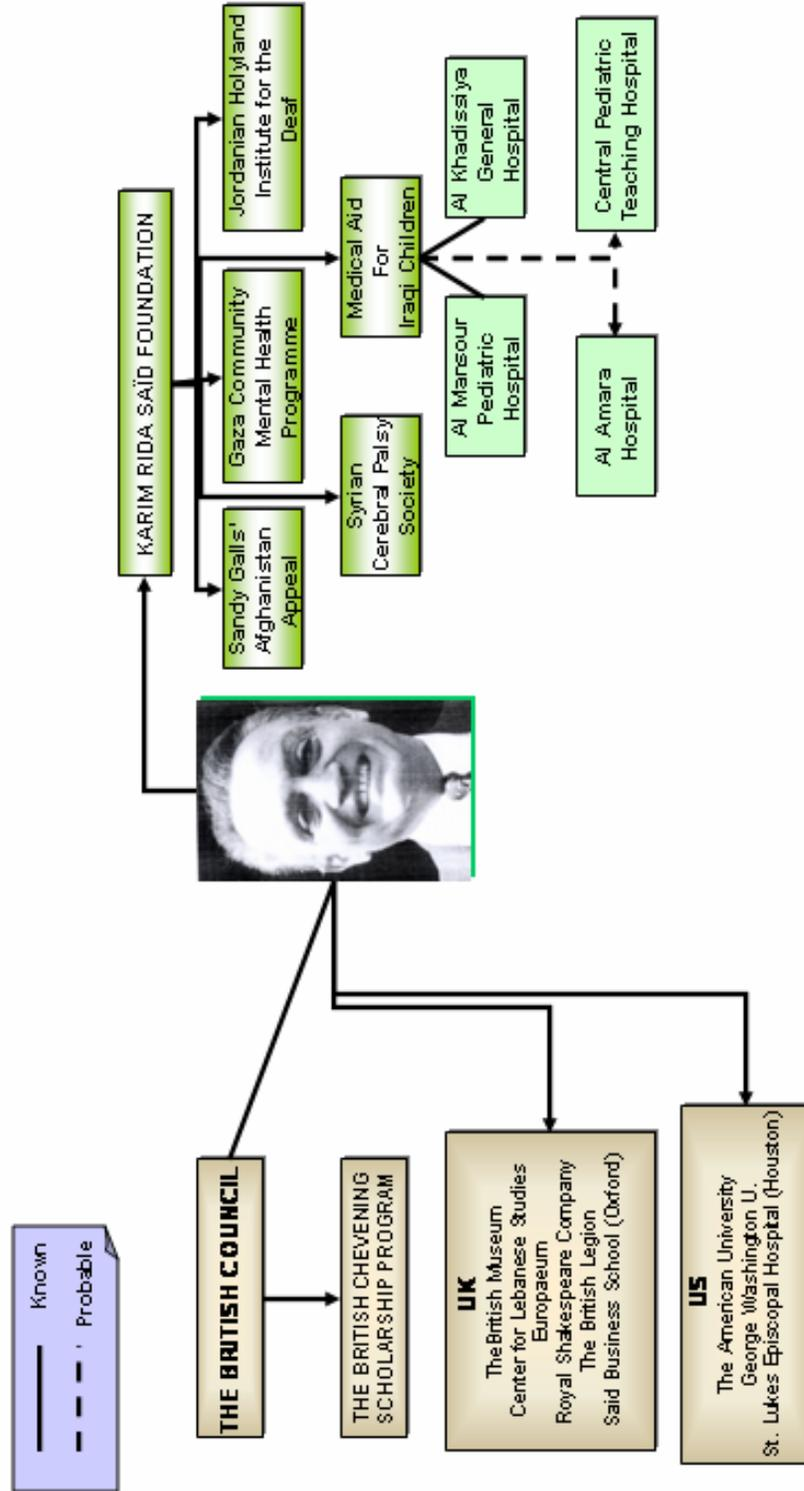 Known
Probable
THE BRITISH COUNCIL
THE BRITISH CHEVENING
SCHOLARSHIP PROGRAM
UK
The British Museum
Center for Lebanese Studies
Europaeum
Royal Shakespeare Company
The British Legion
Said Business School (Oxford)
US
The American University
George Washington U.
St. Lukes Episcopal Hospital (Houston)
KARIM RIDA SAÏD FOUNDATION
Sandy Galls'
Afghanistan
Appeal
Gaza Community
Mental Health
Programme
Jordanian Holyland
Institute for the
Deaf
Syrian
Cerebral Palsy
Society
Medical Aid
For
Iraqi Children
Al Mansour
Pediatric
Hospital
Al Khadissiya
General
Hospital
Al Amara
Hospital
Central Pediatric
Teaching Hospital